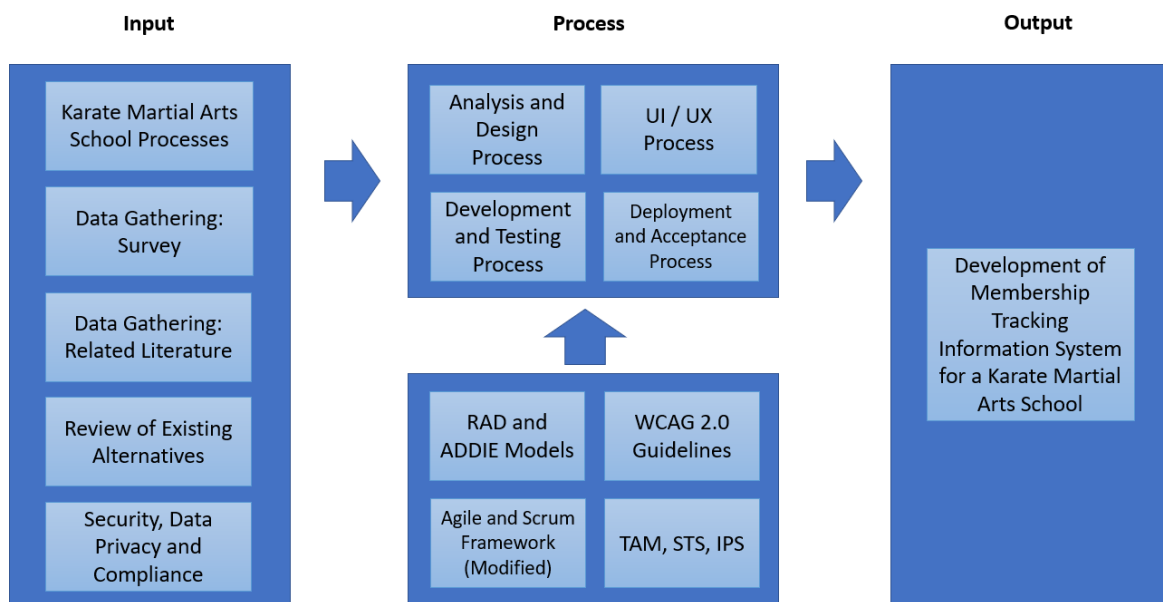 Input
Process
Output
Karate Martial Arts
School Processes
Data Gathering:
Survey
Data Gathering:
Related Literature
Review of Existing
Alternatives
Security, Data
Privacy and
Compliance
Analysis and
Design
Process
UI / UX
Process
Development
and Testing
Process
Deployment
and Acceptance
Process
RAD and
ADDIE Models
WCAG 2.0
Guidelines
Agile and Scrum
Framework
(Modified)
TAM, STS, IPS
Development of
Membership
Tracking
Information System
for a Karate Martial
Arts School